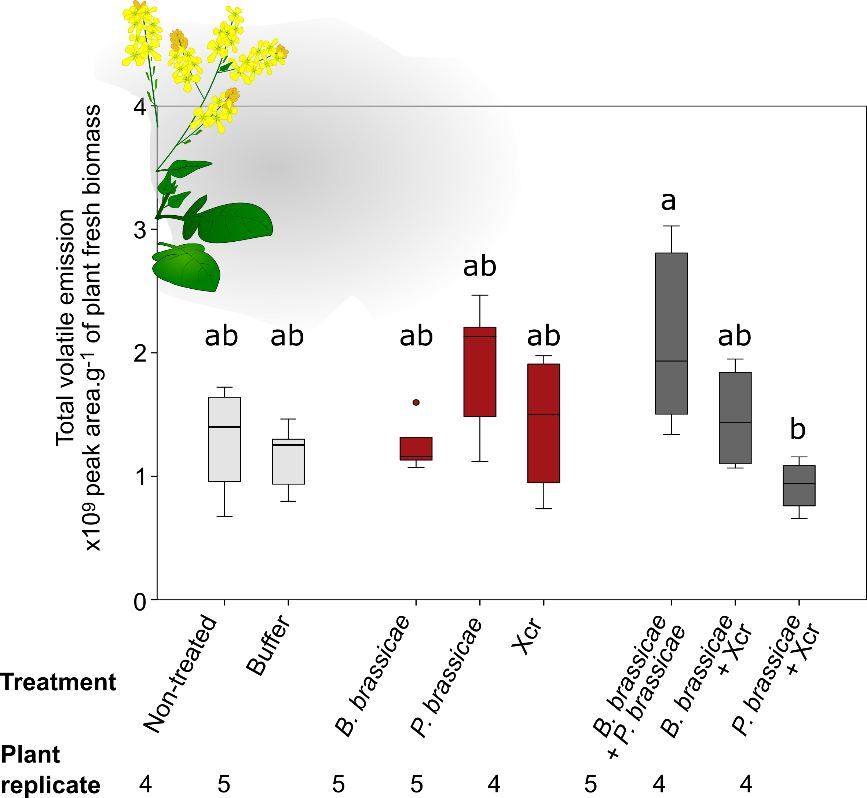 Total volatile emission
x10⁹ peak area.g⁻¹ of plant fresh biomass
4
3
2
1
0
ab
ab
ab
ab
ab
a
ab
b
Treatment
Non-treated
Buffer
B. brassicae
P. brassicae
Xcr
B. brassicae
+ P. brassicae
B. brassicae
+ Xcr
P. brassicae
+ Xcr
Plant
replicate 4 5 5 5 4 5 4 4